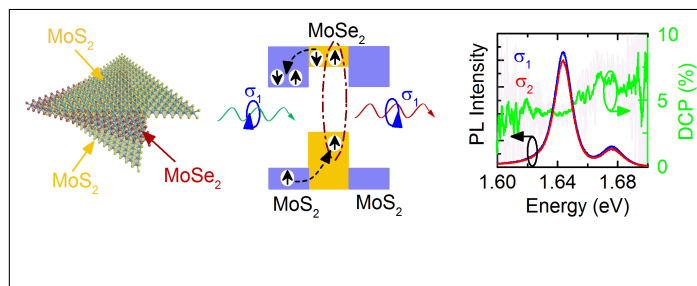 MoS₂
MoS₂
MoSe₂
MoSe₂
σ₁
σ₁
MoS₂
MoS₂
σ₁
σ₂
PL Intensity
1.60 1.64 1.68
Energy (eV)
0
5
10
DCP (%)